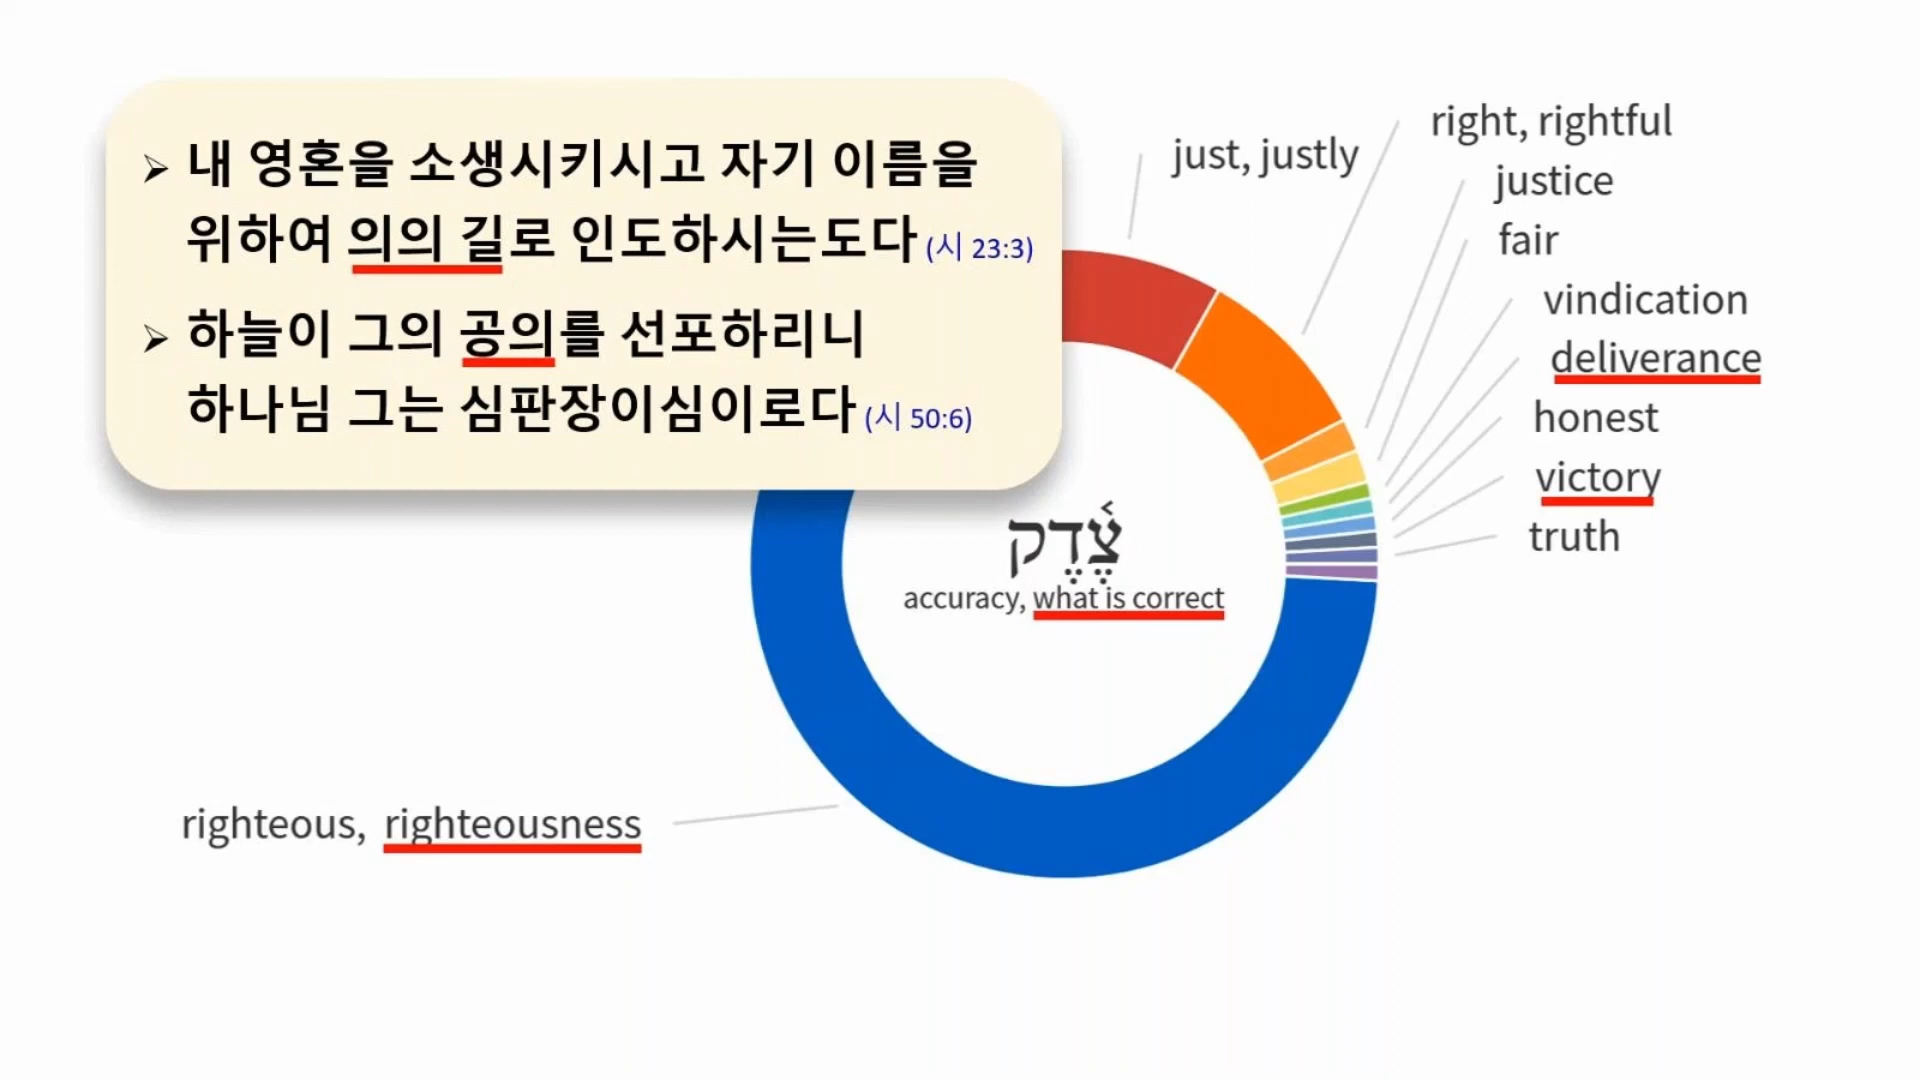 ➢ 내 영혼을 소생시키시고 자기 이름을
위하여 의의 길로 인도하시는도다 (시 23:3)
➢ 하늘이 그의 공의를 선포하리니
하나님 그는 심판장이심이로다 (시 50:6)
just, justly
right, rightful
justice
fair
vindication
deliverance
honest
victory
truth
צֶ֫דֶק
accuracy, what is correct
righteous, righteousness